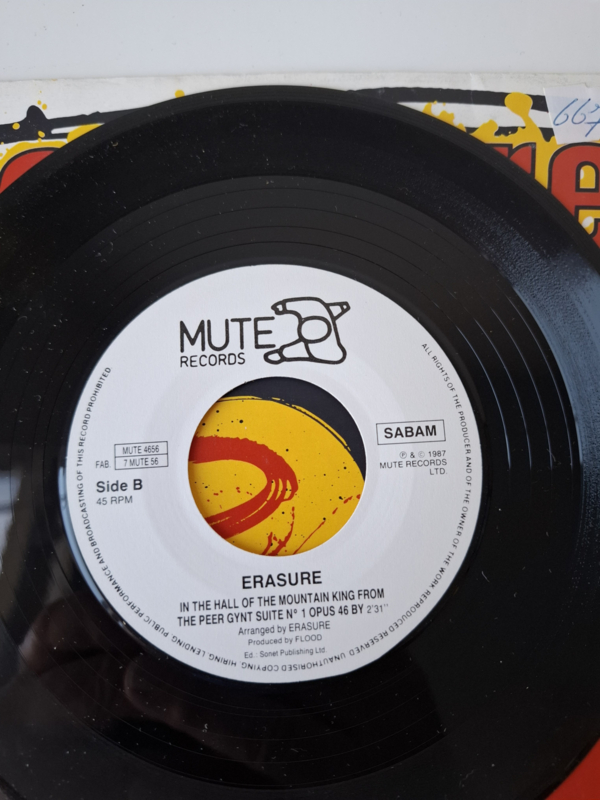 667
MUTE
RECORDS
ALL RIGHTS OF THE PRODUCER AND OF THE OWNER OF THE WORK REPRODUCED RESERVED. UNAUTHORISED COPYING, HIRING, LENDING, PUBLIC PERFORMANCE AND BROADCASTING OF THIS RECORD PROHIBITED
SABAM
MUTE 4656
FAB. 7 MUTE 56
℗ & © 1987
MUTE RECORDS
LTD.
Side B
45 RPM
ERASURE
IN THE HALL OF THE MOUNTAIN KING FROM
THE PEER GYNT SUITE Nº 1 OPUS 46 BY 2'31''
Arranged by ERASURE
Produced by FLOOD
Ed.: Sonet Publishing Ltd.